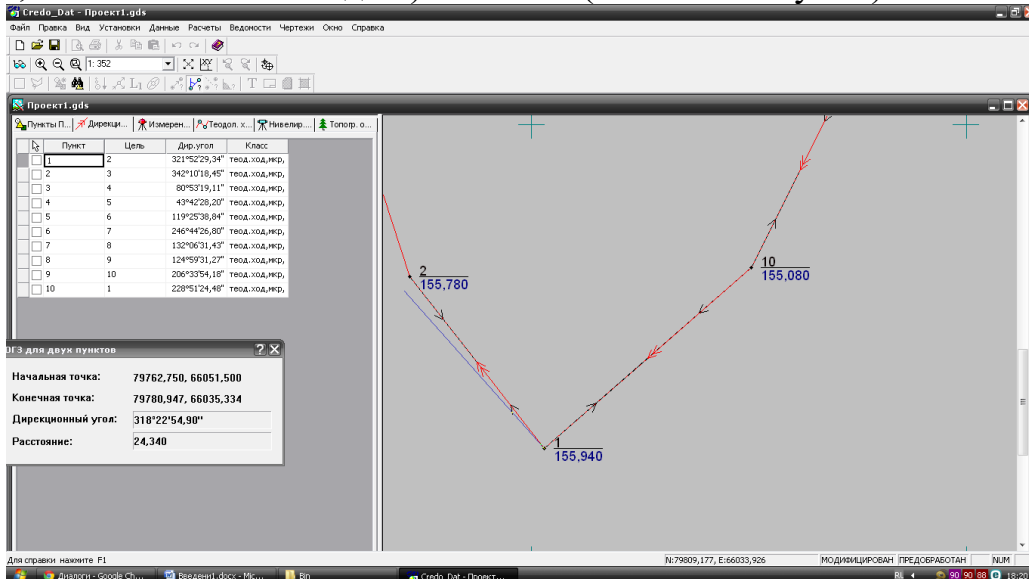 Credo_Dat - Проект1.gds
Файл Правка Вид Установки Данные Расчеты Ведомости Чертежи Окно Справка
1: 352
Проект1.gds
Пункты П... Дирекци... Измерен... Теодол. х... Нивелир.... Топогр. о...
Пункт Цель Дир.угол Класс
1 2 321°52'29,34" теод.ход,мкр,
2 3 342°10'18,45" теод.ход,мкр,
3 4 80°53'19,11" теод.ход,мкр,
4 5 43°42'28,20" теод.ход,мкр,
5 6 119°25'38,84" теод.ход,мкр,
6 7 246°44'26,80" теод.ход,мкр,
7 8 132°06'31,43" теод.ход,мкр,
8 9 124°59'31,27" теод.ход,мкр,
9 10 206°33'54,18" теод.ход,мкр,
10 1 228°51'24,48" теод.ход,мкр,
2
155,780
10
155,080
1
155,940
ОГЗ для двух пунктов
Начальная точка: 79762,750, 66051,500
Конечная точка: 79780,947, 66035,334
Дирекционный угол: 318°22'54,90"
Расстояние: 24,340
Для справки нажмите F1
N:79809,177, E:66033,926 МОДИФИЦИРОВАН ПРЕДОБРАБОТАН NUM
Диалоги - Google Ch... Введени1.docx - Mic... Bin Credo_Dat - Проект... RL 90 90 88 18:20